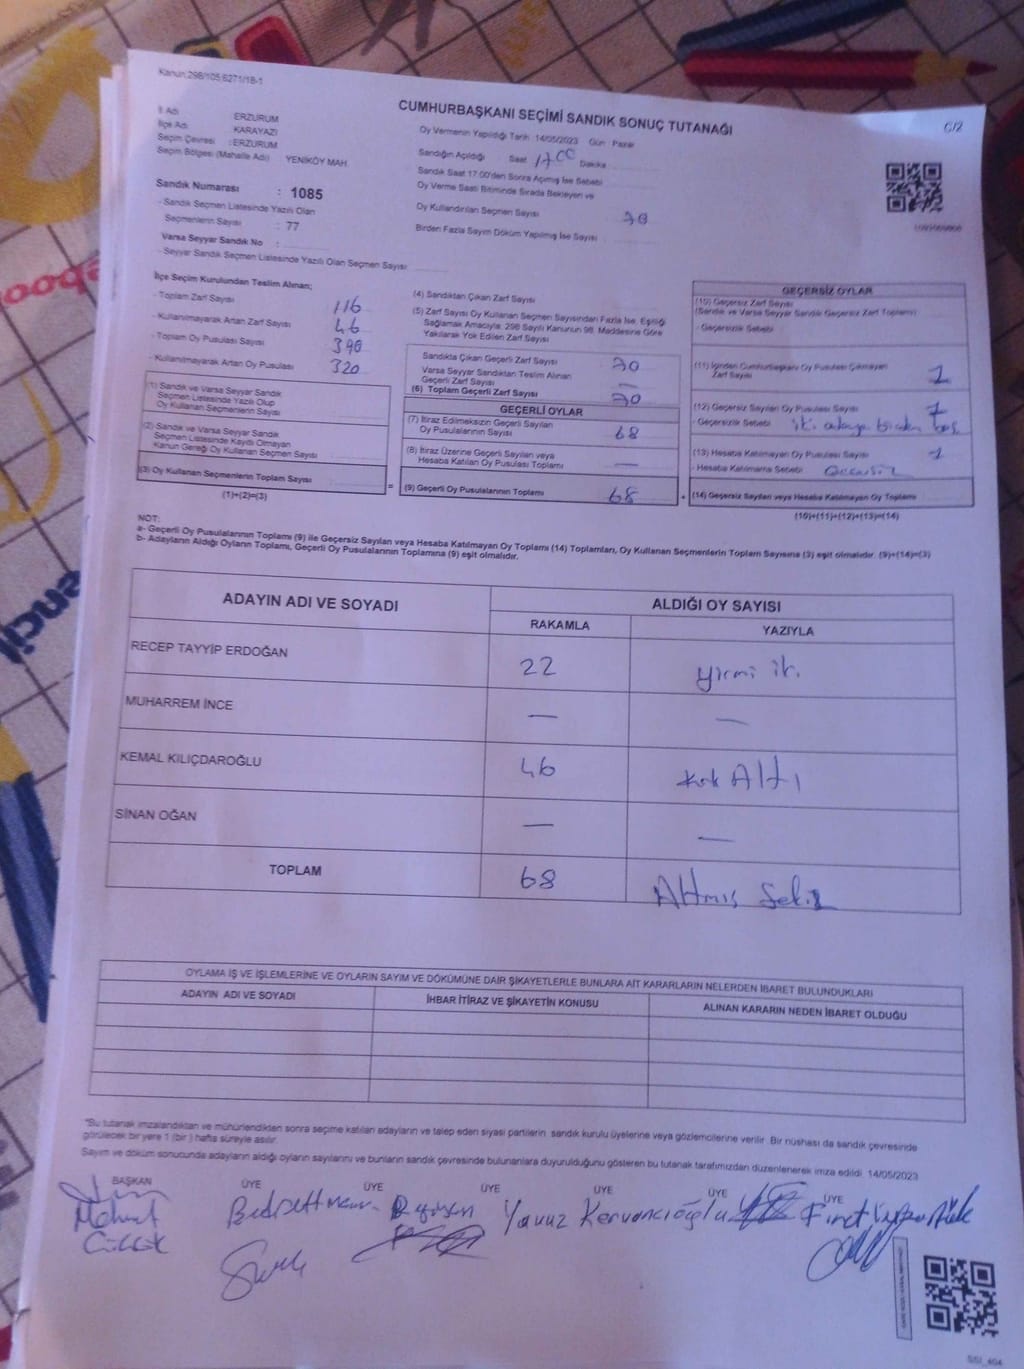 Kanun:298/105;6271/18-1
CUMHURBAŞKANI SEÇİMİ SANDIK SONUÇ TUTANAĞI
C/2
İl Adı : ERZURUM
İlçe Adı : KARAYAZI
Seçim Çevresi : ERZURUM
Seçim Bölgesi (Mahalle Adı) YENİKÖY MAH
Sandık Numarası : 1085
- Sandık Seçmen Listesinde Yazılı Olan
Seçmenlerin Sayısı : 77
Varsa Seyyar Sandık No :
- Seyyar Sandık Seçmen Listesinde Yazılı Olan Seçmen Sayısı
Oy Vermenin Yapıldığı Tarih 14/05/2023 Gün Pazar
Sandığın Açıldığı Saat 17 00 Dakika
Sandık Saat 17.00'den Sonra Açılmış İse Sebebi
Oy Verme Saati Bitiminde Sırada Bekleyen ve
Oy Kullandırılan Seçmen Sayısı 70
Birden Fazla Sayım Döküm Yapılmış İse Sayısı
İlçe Seçim Kurulundan Teslim Alınan;
- Toplam Zarf Sayısı 116
- Kullanılmayarak Artan Zarf Sayısı 46
- Toplam Oy Pusulası Sayısı 390
- Kullanılmayarak Artan Oy Pusulası 320
(1) Sandık ve Varsa Seyyar Sandık
Seçmen Listesinde Yazılı Olup
Oy Kullanan Seçmenlerin Sayısı
(2) Sandık ve Varsa Seyyar Sandık
Seçmen Listesinde Kaydı Olmayan
Kanun Gereği Oy Kullanan Seçmen Sayısı
(3) Oy Kullanan Seçmenlerin Toplam Sayısı
(1)+(2)=(3)
(4) Sandıktan Çıkan Zarf Sayısı
(5) Zarf Sayısı Oy Kullanan Seçmen Sayısından Fazla İse, Eşitliği
Sağlamak Amacıyla, 298 Sayılı Kanunun 98. Maddesine Göre
Yakılarak Yok Edilen Zarf Sayısı
Sandıkta Çıkan Geçerli Zarf Sayısı 70
Varsa Seyyar Sandıktan Teslim Alınan
Geçerli Zarf Sayısı —
(6) Toplam Geçerli Zarf Sayısı 70
GEÇERLİ OYLAR
(7) İtiraz Edilmeksizin Geçerli Sayılan
Oy Pusulalarının Sayısı 68
(8) İtiraz Üzerine Geçerli Sayılan veya
Hesaba Katılan Oy Pusulası Toplamı —
= (9) Geçerli Oy Pusulalarının Toplamı 68 +
GEÇERSİZ OYLAR
(10) Geçersiz Zarf Sayısı
(Sandık ve Varsa Seyyar Sandık Geçersiz Zarf Toplamı)
- Geçersizlik Sebebi
(11) İçinden Cumhurbaşkanı Oy Pusulası Çıkmayan
Zarf Sayısı 1
(12) Geçersiz Sayılan Oy Pusulası Sayısı 1
- Geçersizlik Sebebi iki adaya birden
(13) Hesaba Katılmayan Oy Pusulası Sayısı 1
- Hesaba Katılmama Sebebi Geçersiz
(14) Geçersiz Sayılan veya Hesaba Katılmayan Oy Toplamı
(10)+(11)+(12)+(13)=(14)
NOT:
a- Geçerli Oy Pusulalarının Toplamı (9) ile Geçersiz Sayılan veya Hesaba Katılmayan Oy Toplamı (14) Toplamları, Oy Kullanan Seçmenlerin Toplam Sayısına (3) eşit olmalıdır. (9)+(14)=(3)
b- Adayların Aldığı Oyların Toplamı, Geçerli Oy Pusulalarının Toplamına (9) eşit olmalıdır.
ADAYIN ADI VE SOYADI
ALDIĞI OY SAYISI
RAKAMLA YAZIYLA
RECEP TAYYİP ERDOĞAN 22 yirmi iki
MUHARREM İNCE — —
KEMAL KILIÇDAROĞLU 46 Kırk Altı
SİNAN OĞAN — —
TOPLAM 68 Altmış Sekiz
OYLAMA İŞ VE İŞLEMLERİNE VE OYLARIN SAYIM VE DÖKÜMÜNE DAİR ŞİKAYETLERLE BUNLARA AİT KARARLARIN NELERDEN İBARET BULUNDUKLARI
ADAYIN ADI VE SOYADI İHBAR İTİRAZ VE ŞİKAYETİN KONUSU ALINAN KARARIN NEDEN İBARET OLDUĞU
"Bu tutanak imzalandıktan ve mühürlendikten sonra seçime katılan adayların ve talep eden siyasi partilerin sandık kurulu üyelerine veya gözlemcilerine verilir. Bir nüshası da sandık çevresinde
görülecek bir yere 1 (bir ) hafta süreyle asılır.
Sayım ve döküm sonucunda adayların aldığı oyların sayılarını ve bunların sandık çevresinde bulunanlara duyurulduğunu gösteren bu tutanak tarafımızdan düzenlenerek imza edildi. 14/05/2023
BAŞKAN ÜYE ÜYE ÜYE ÜYE ÜYE ÜYE
Mehmet
Yavuz Kervancıoğlu
Fırat